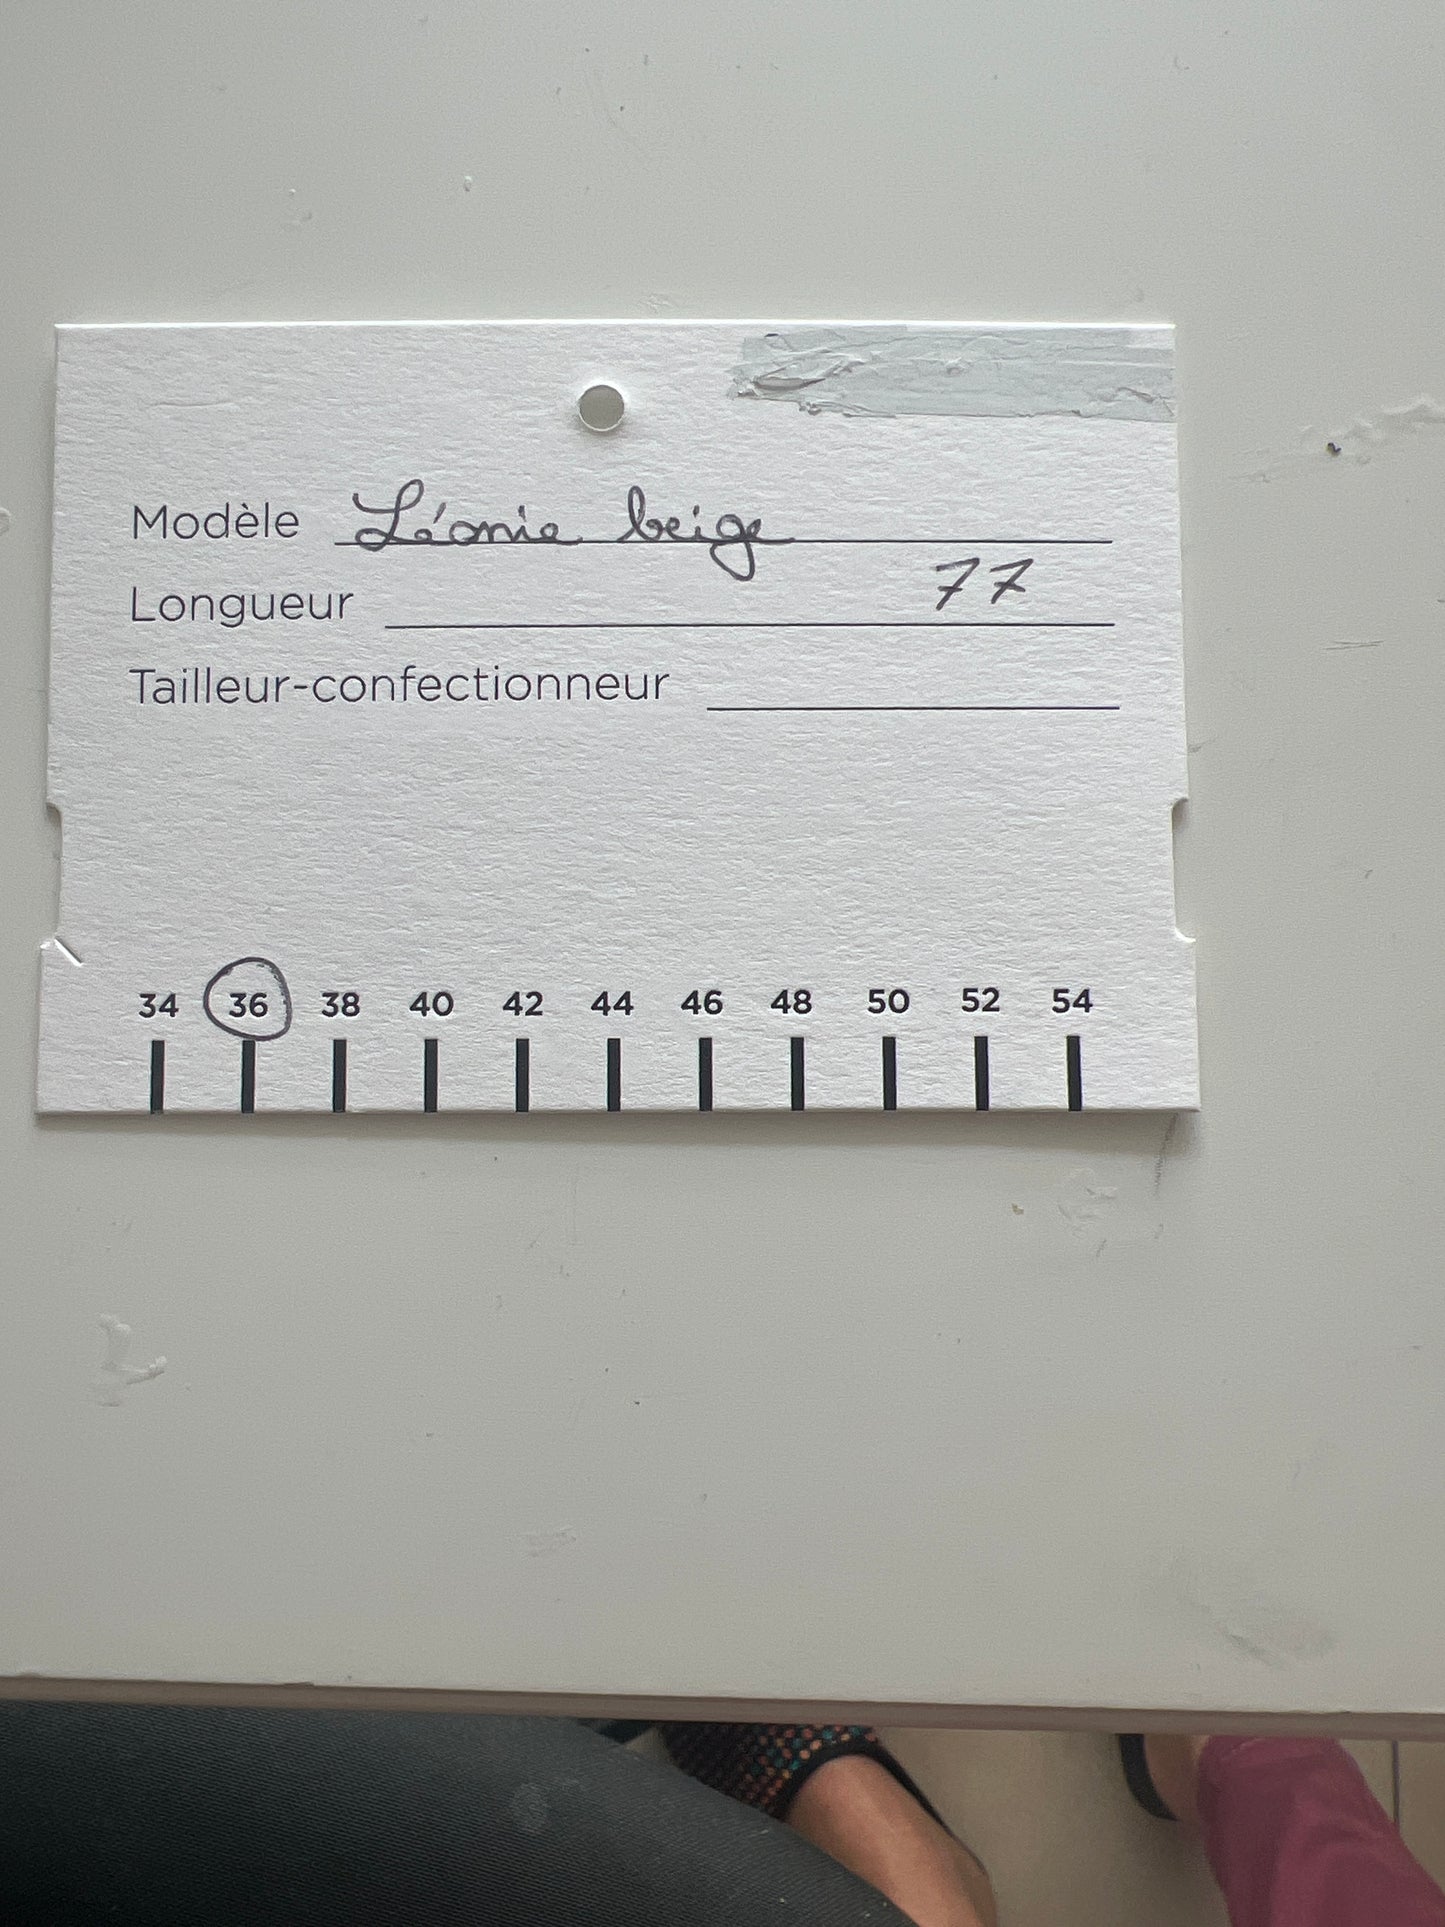 Modèle Léonie beige
Longueur 77
Tailleur-confectionneur
34 36 38 40 42 44 46 48 50 52 54